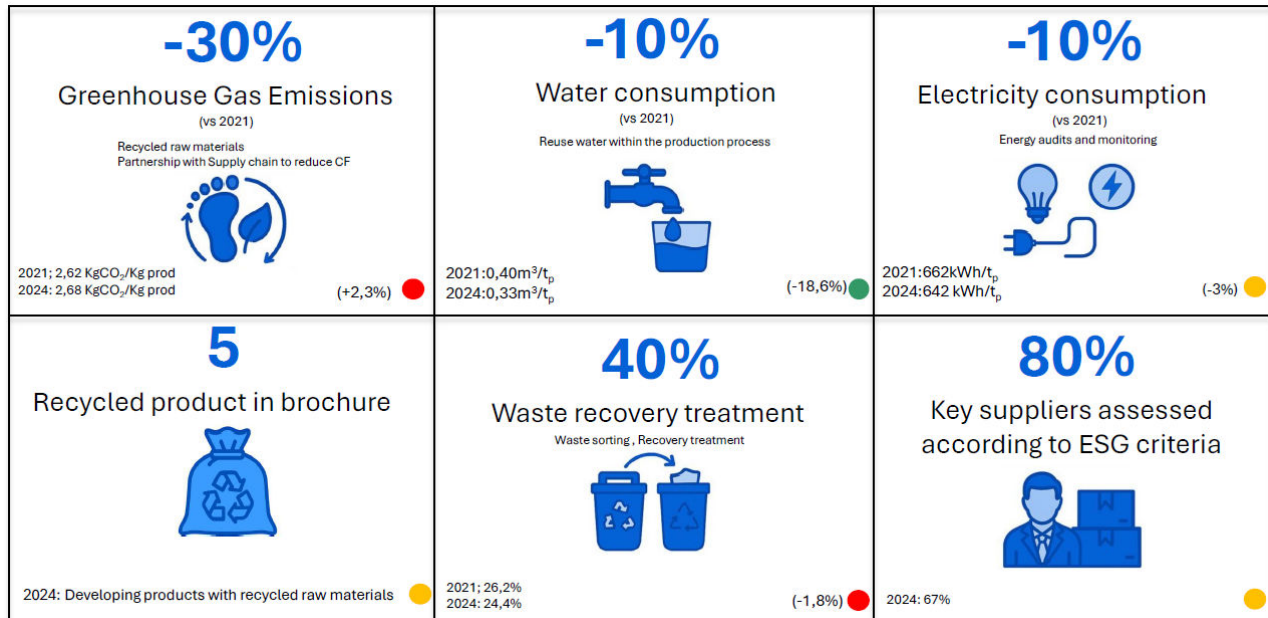 -30%
Greenhouse Gas Emissions
(vs 2021)
Recycled raw materials
Partnership with Supply chain to reduce CF
2021; 2,62 KgCO₂/Kg prod
2024: 2,68 KgCO₂/Kg prod
(+2,3%)
-10%
Water consumption
(vs 2021)
Reuse water within the production process
2021:0,40m³/tₚ
2024:0,33m³/tₚ
(-18,6%)
-10%
Electricity consumption
(vs 2021)
Energy audits and monitoring
2021:662kWh/tₚ
2024:642 kWh/tₚ
(-3%)
5
Recycled product in brochure
2024: Developing products with recycled raw materials
40%
Waste recovery treatment
Waste sorting , Recovery treatment
2021; 26,2%
2024: 24,4%
(-1,8%)
80%
Key suppliers assessed
according to ESG criteria
2024: 67%